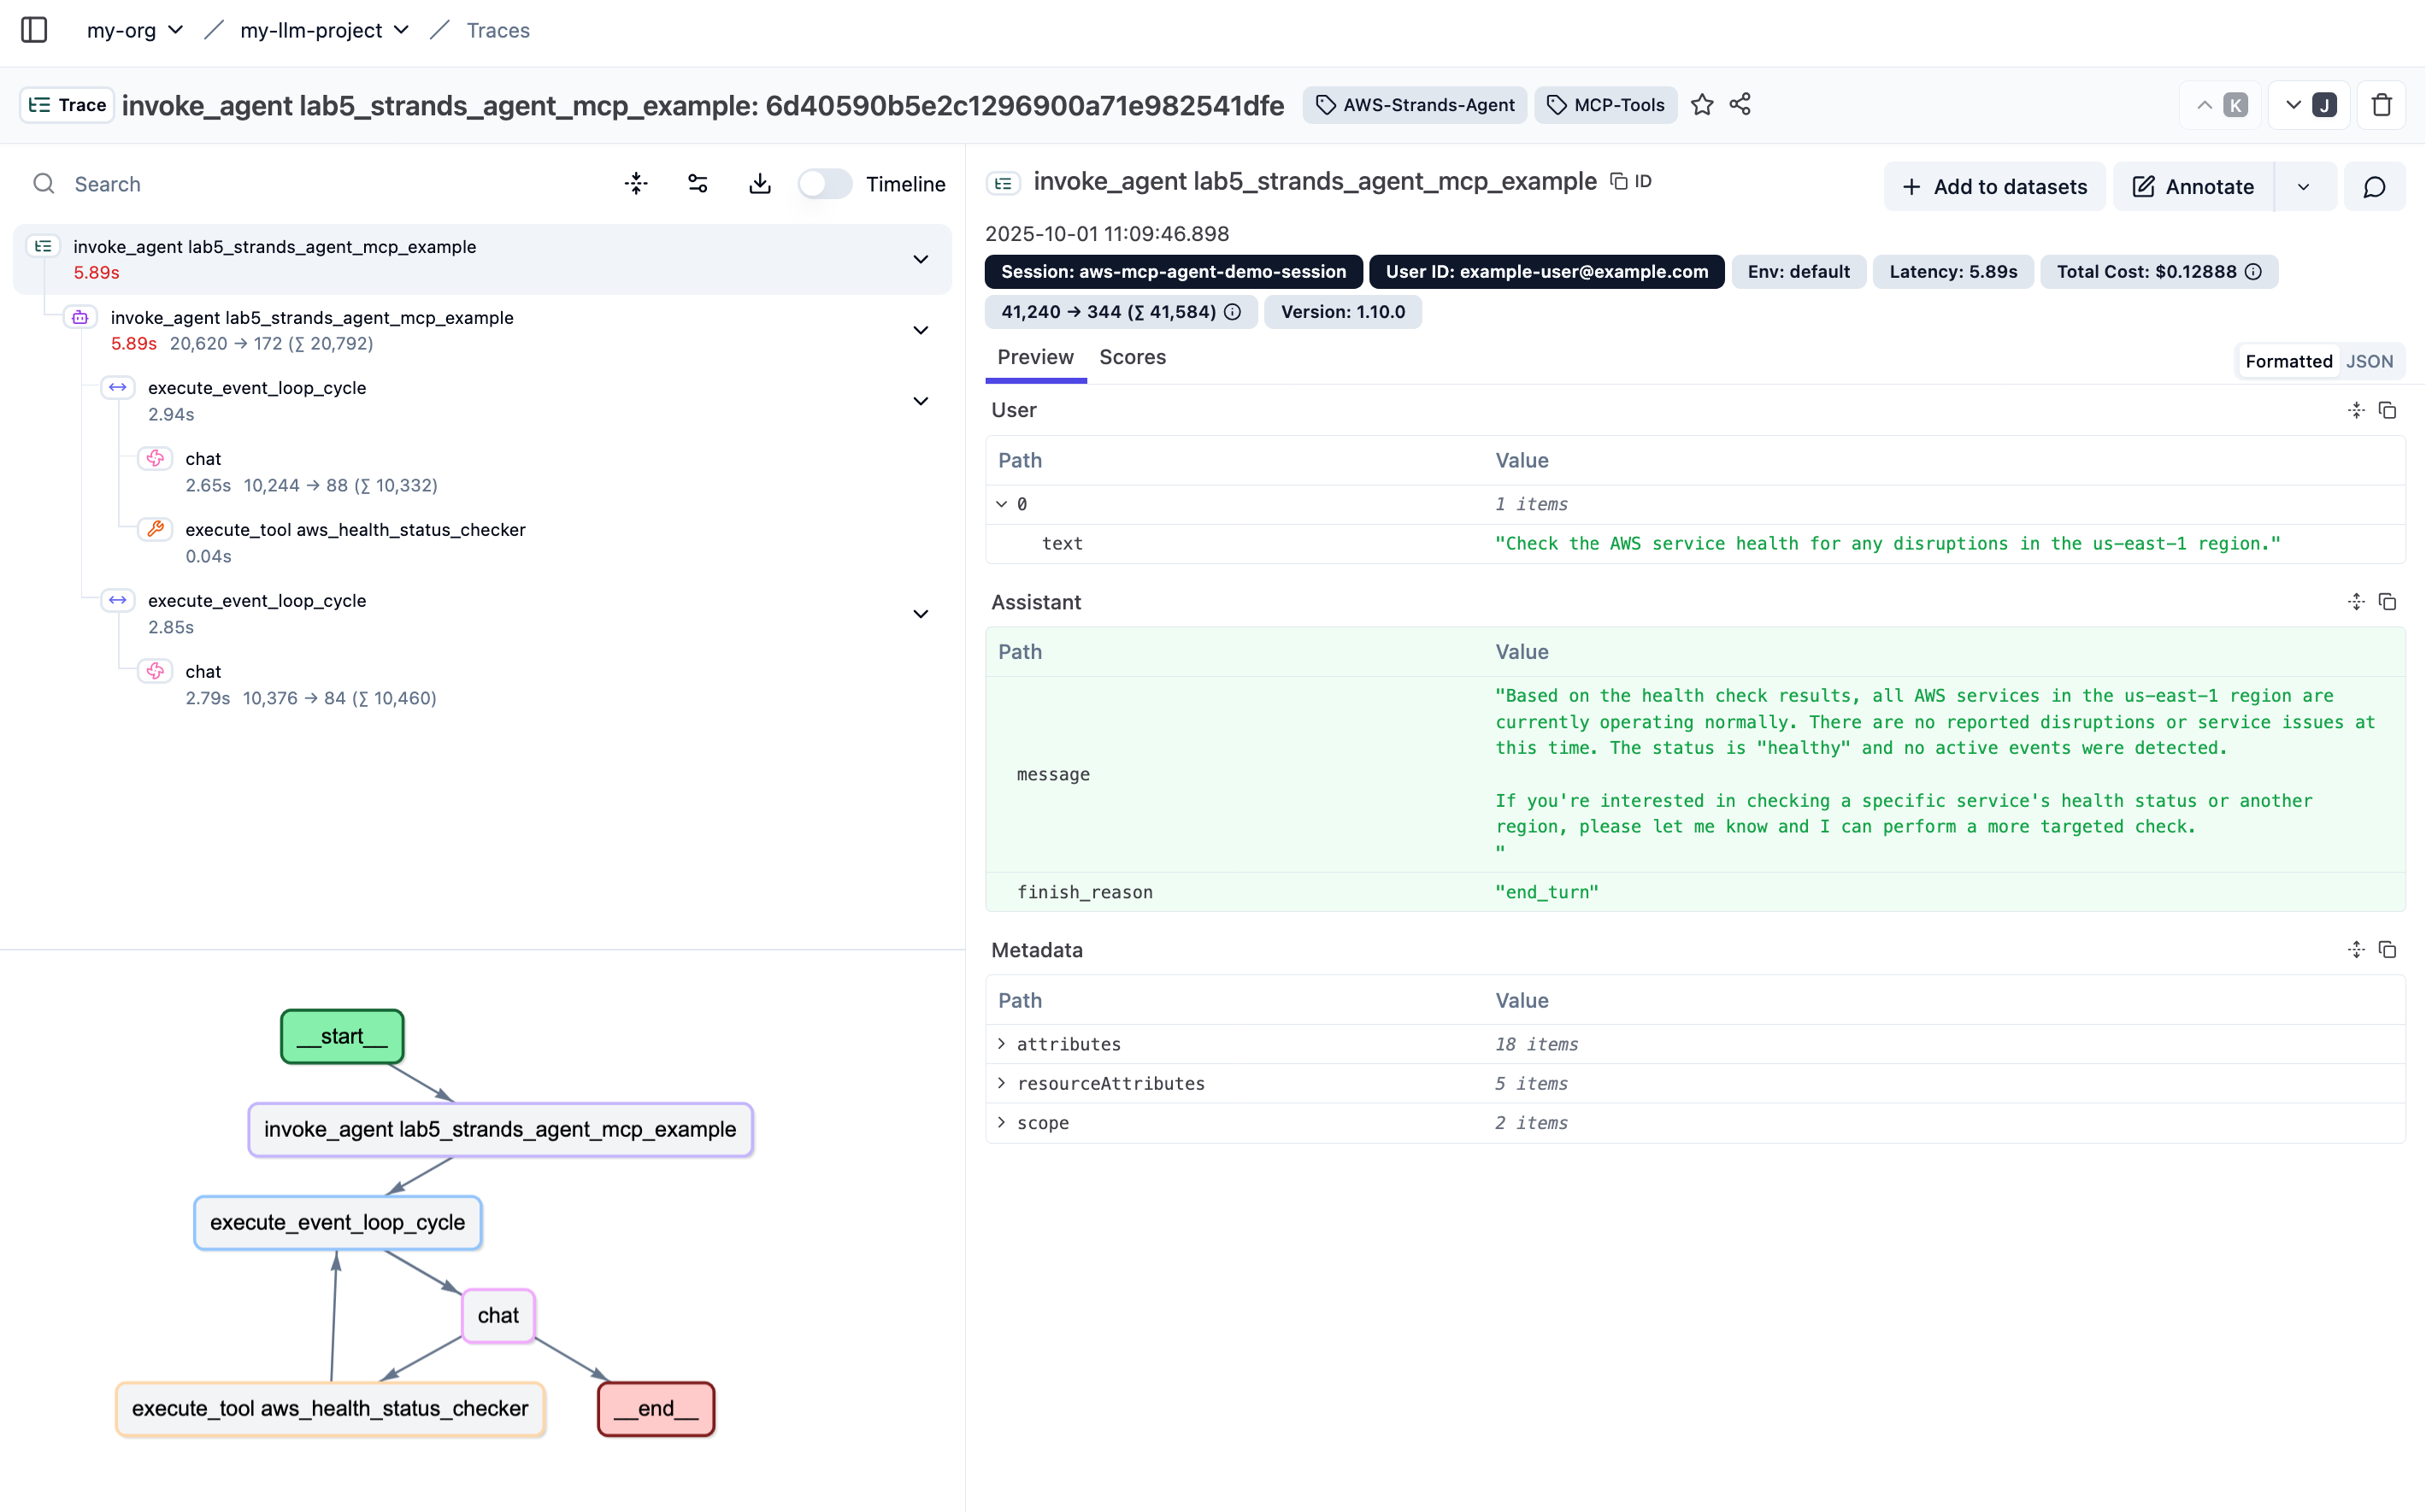 my-org / my-llm-project / Traces
Trace invoke_agent lab5_strands_agent_mcp_example: 6d40590b5e2c1296900a71e982541dfe AWS-Strands-Agent MCP-Tools K J
Search Timeline
invoke_agent lab5_strands_agent_mcp_example
5.89s
invoke_agent lab5_strands_agent_mcp_example
5.89s 20,620 → 172 (∑ 20,792)
execute_event_loop_cycle
2.94s
chat
2.65s 10,244 → 88 (∑ 10,332)
execute_tool aws_health_status_checker
0.04s
execute_event_loop_cycle
2.85s
chat
2.79s 10,376 → 84 (∑ 10,460)
__start__
invoke_agent lab5_strands_agent_mcp_example
execute_event_loop_cycle
chat
execute_tool aws_health_status_checker
__end__
invoke_agent lab5_strands_agent_mcp_example ID
+ Add to datasets Annotate
2025-10-01 11:09:46.898
Session: aws-mcp-agent-demo-session User ID: example-user@example.com Env: default Latency: 5.89s Total Cost: $0.12888
41,240 → 344 (∑ 41,584) Version: 1.10.0
Preview Scores
Formatted JSON
User
Path Value
0 1 items
text "Check the AWS service health for any disruptions in the us-east-1 region."
Assistant
Path Value
message
"Based on the health check results, all AWS services in the us-east-1 region are
currently operating normally. There are no reported disruptions or service issues at
this time. The status is "healthy" and no active events were detected.
If you're interested in checking a specific service's health status or another
region, please let me know and I can perform a more targeted check.
"
finish_reason "end_turn"
Metadata
Path Value
attributes 18 items
resourceAttributes 5 items
scope 2 items